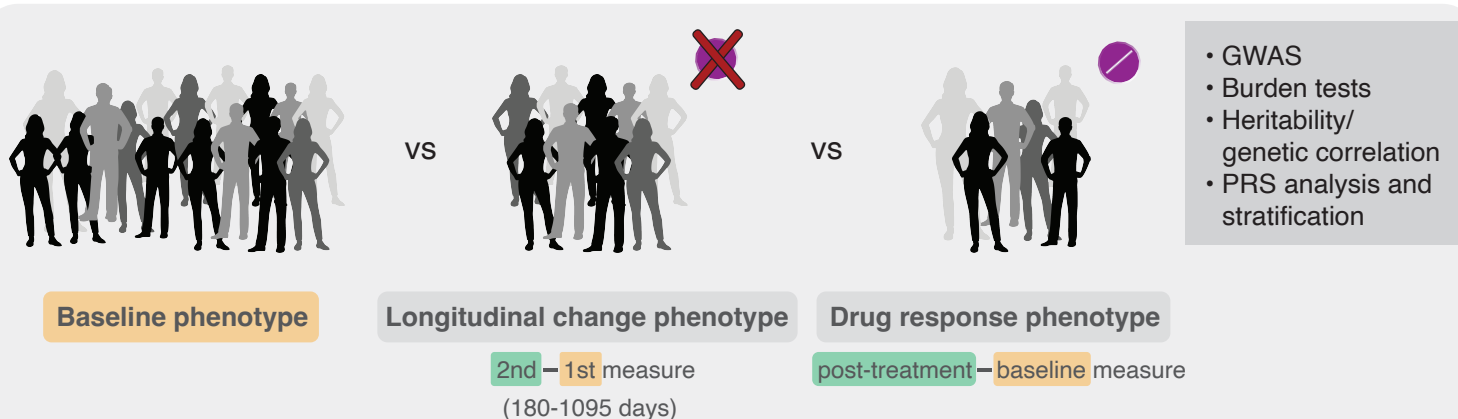 vs
vs
• GWAS
• Burden tests
• Heritability/
genetic correlation
• PRS analysis and
stratification
Baseline phenotype
Longitudinal change phenotype
Drug response phenotype
2nd – 1st measure
(180-1095 days)
post-treatment – baseline measure